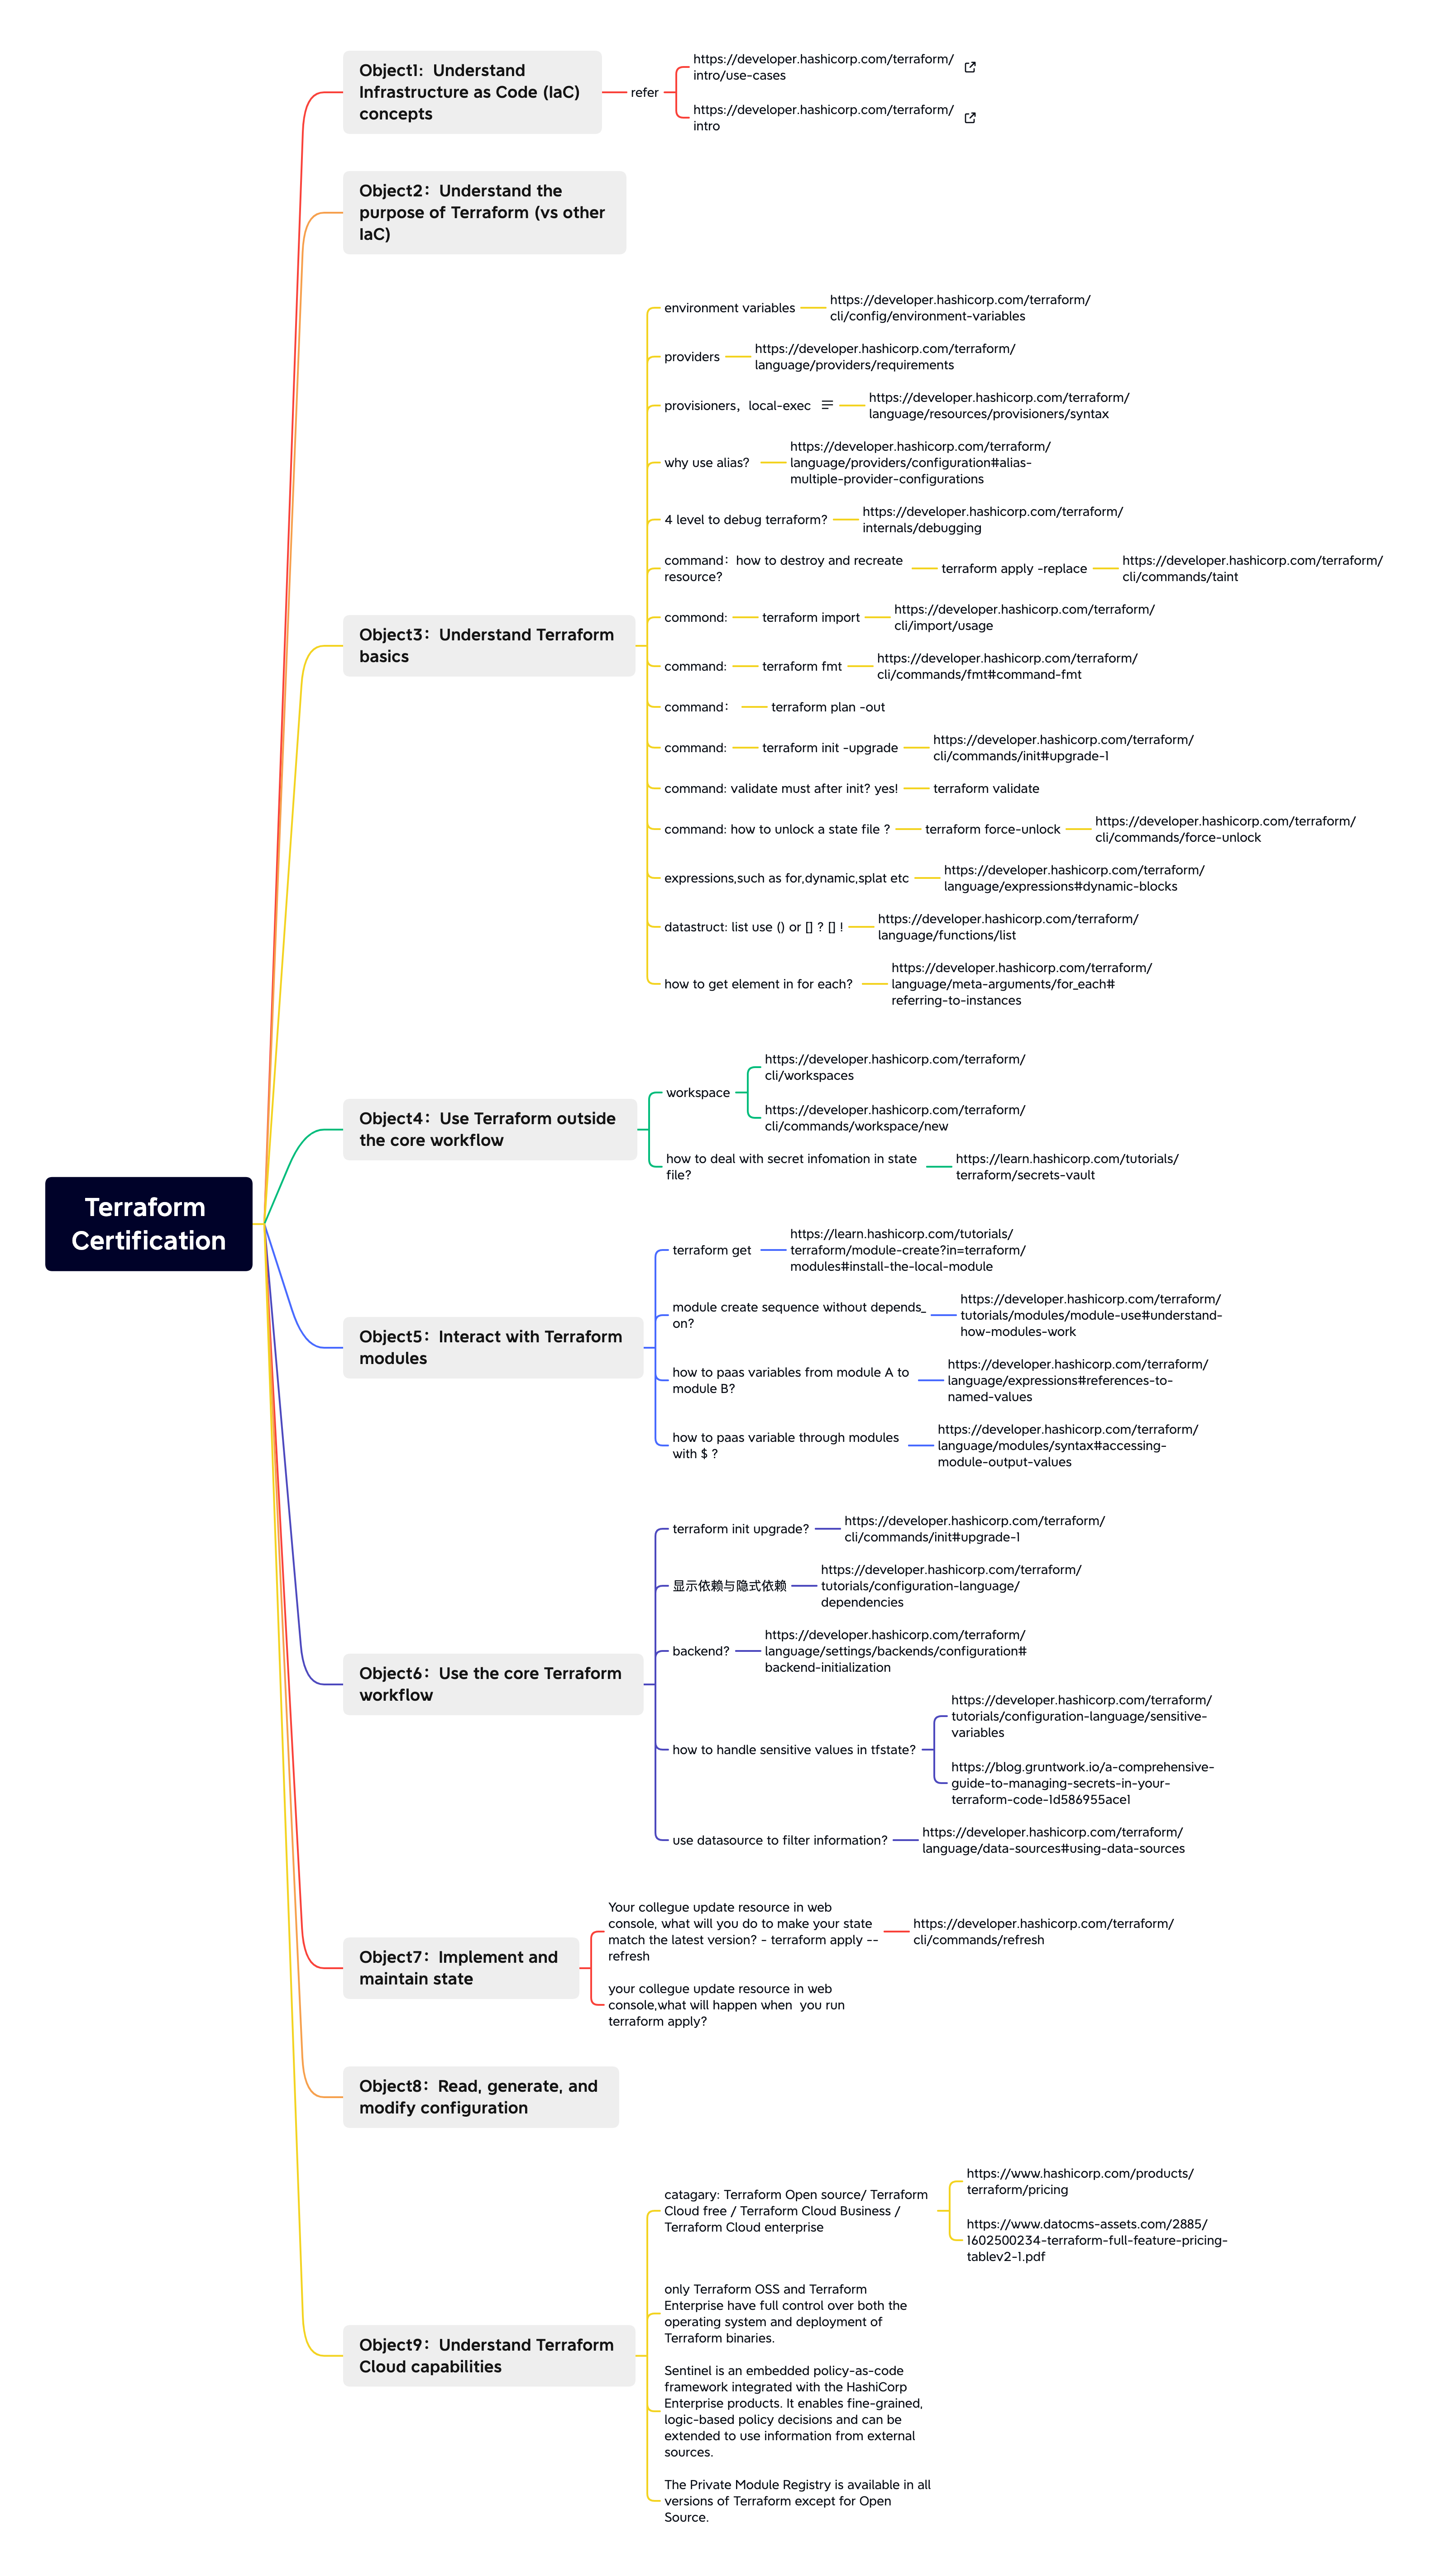 Terraform
Certification
Object1:  Understand
Infrastructure as Code (IaC)
concepts
refer
https://developer.hashicorp.com/terraform/
intro/use-cases
https://developer.hashicorp.com/terraform/
intro
Object2：Understand the
purpose of Terraform (vs other
IaC)
Object3：Understand Terraform
basics
environment variables
https://developer.hashicorp.com/terraform/
cli/config/environment-variables
providers
https://developer.hashicorp.com/terraform/
language/providers/requirements
provisioners，local-exec
https://developer.hashicorp.com/terraform/
language/resources/provisioners/syntax
why use alias?
https://developer.hashicorp.com/terraform/
language/providers/configuration#alias-
multiple-provider-configurations
4 level to debug terraform?
https://developer.hashicorp.com/terraform/
internals/debugging
command：how to destroy and recreate
resource?
terraform apply -replace
https://developer.hashicorp.com/terraform/
cli/commands/taint
commond:
terraform import
https://developer.hashicorp.com/terraform/
cli/import/usage
command:
terraform fmt
https://developer.hashicorp.com/terraform/
cli/commands/fmt#command-fmt
command：
terraform plan -out
command:
terraform init -upgrade
https://developer.hashicorp.com/terraform/
cli/commands/init#upgrade-1
command: validate must after init? yes!
terraform validate
command: how to unlock a state file ?
terraform force-unlock
https://developer.hashicorp.com/terraform/
cli/commands/force-unlock
expressions,such as for,dynamic,splat etc
https://developer.hashicorp.com/terraform/
language/expressions#dynamic-blocks
datastruct: list use () or [] ? [] !
https://developer.hashicorp.com/terraform/
language/functions/list
how to get element in for each?
https://developer.hashicorp.com/terraform/
language/meta-arguments/for_each#
referring-to-instances
Object4：Use Terraform outside
the core workflow
workspace
https://developer.hashicorp.com/terraform/
cli/workspaces
https://developer.hashicorp.com/terraform/
cli/commands/workspace/new
how to deal with secret infomation in state
file?
https://learn.hashicorp.com/tutorials/
terraform/secrets-vault
Object5：Interact with Terraform
modules
terraform get
https://learn.hashicorp.com/tutorials/
terraform/module-create?in=terraform/
modules#install-the-local-module
module create sequence without depends_
on?
https://developer.hashicorp.com/terraform/
tutorials/modules/module-use#understand-
how-modules-work
how to paas variables from module A to
module B?
https://developer.hashicorp.com/terraform/
language/expressions#references-to-
named-values
how to paas variable through modules
with $ ?
https://developer.hashicorp.com/terraform/
language/modules/syntax#accessing-
module-output-values
Object6：Use the core Terraform
workflow
terraform init upgrade?
https://developer.hashicorp.com/terraform/
cli/commands/init#upgrade-1
显示依赖与隐式依赖
https://developer.hashicorp.com/terraform/
tutorials/configuration-language/
dependencies
backend?
https://developer.hashicorp.com/terraform/
language/settings/backends/configuration#
backend-initialization
how to handle sensitive values in tfstate?
https://developer.hashicorp.com/terraform/
tutorials/configuration-language/sensitive-
variables
https://blog.gruntwork.io/a-comprehensive-
guide-to-managing-secrets-in-your-
terraform-code-1d586955ace1
use datasource to filter information?
https://developer.hashicorp.com/terraform/
language/data-sources#using-data-sources
Object7：Implement and
maintain state
Your collegue update resource in web
console, what will you do to make your state
match the latest version? - terraform apply --
refresh
https://developer.hashicorp.com/terraform/
cli/commands/refresh
your collegue update resource in web
console,what will happen when  you run
terraform apply?
Object8：Read, generate, and
modify configuration
Object9：Understand Terraform
Cloud capabilities
catagary: Terraform Open source/ Terraform
Cloud free / Terraform Cloud Business /
Terraform Cloud enterprise
https://www.hashicorp.com/products/
terraform/pricing
https://www.datocms-assets.com/2885/
1602500234-terraform-full-feature-pricing-
tablev2-1.pdf
only Terraform OSS and Terraform
Enterprise have full control over both the
operating system and deployment of
Terraform binaries.
Sentinel is an embedded policy-as-code
framework integrated with the HashiCorp
Enterprise products. It enables fine-grained,
logic-based policy decisions and can be
extended to use information from external
sources.
The Private Module Registry is available in all
versions of Terraform except for Open
Source.